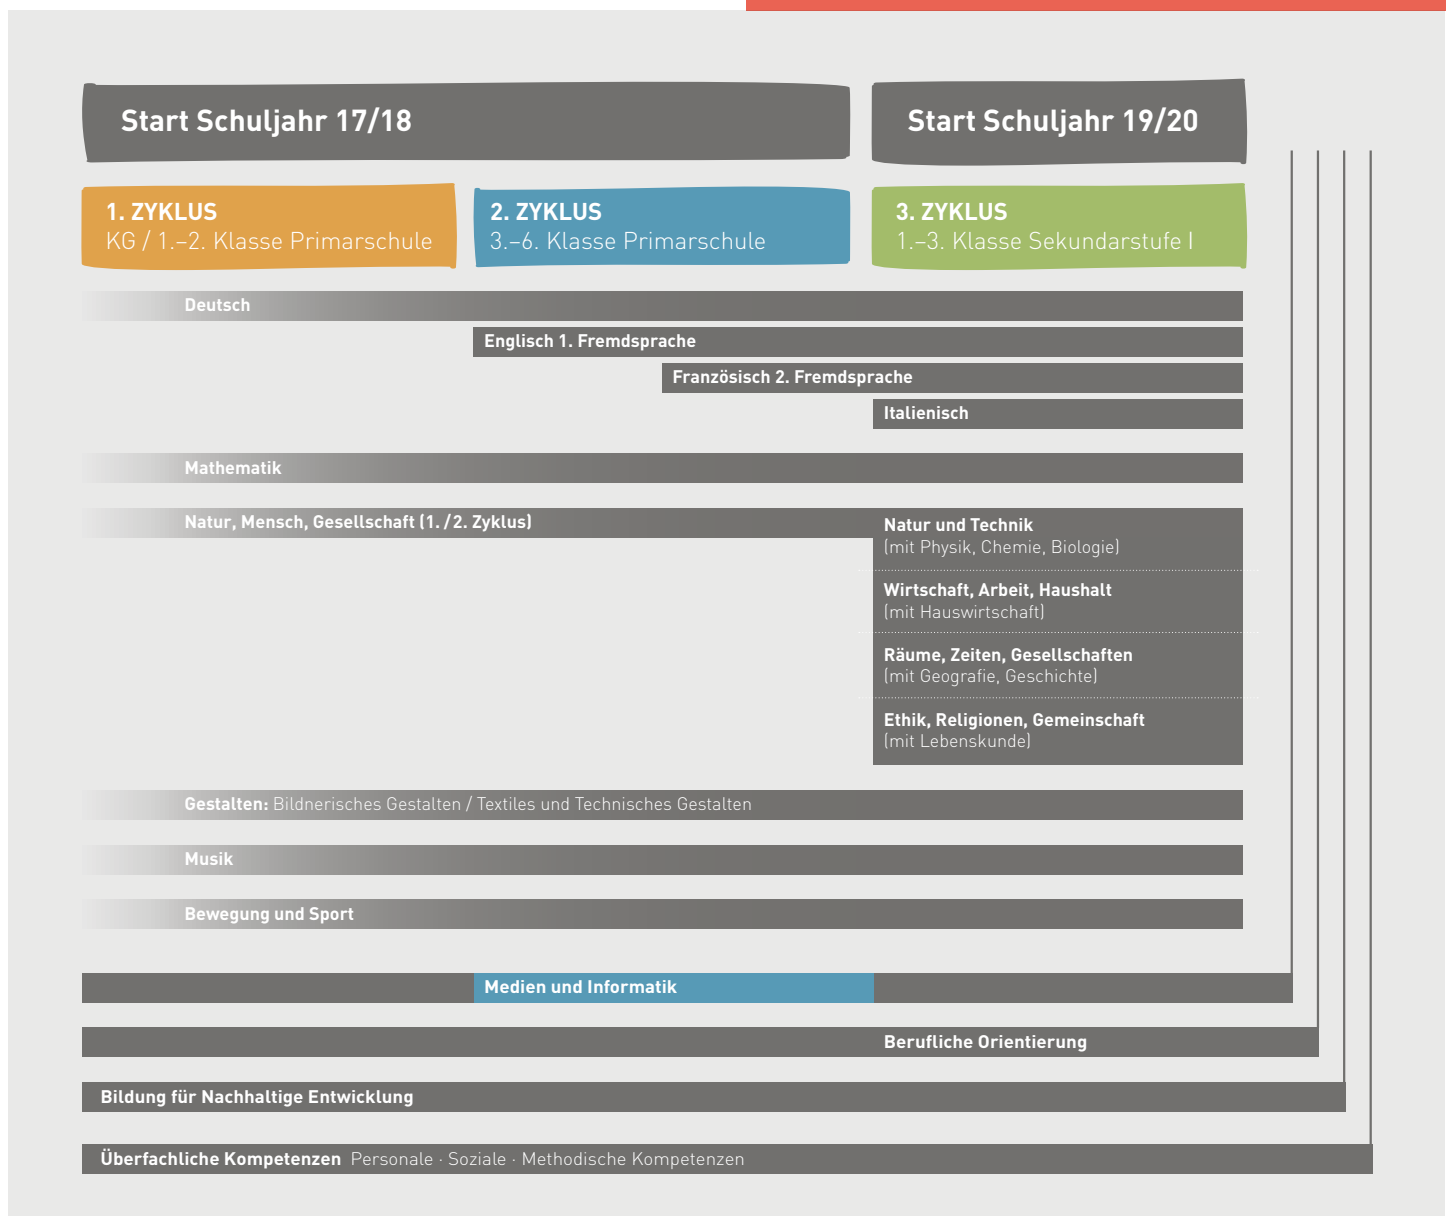 Start Schuljahr 17/18
Start Schuljahr 19/20
1. ZYKLUS
KG / 1.–2. Klasse Primarschule
2. ZYKLUS
3.–6. Klasse Primarschule
3. ZYKLUS
1.–3. Klasse Sekundarstufe I
Deutsch
Englisch 1. Fremdsprache
Französisch 2. Fremdsprache
Italienisch
Mathematik
Natur, Mensch, Gesellschaft (1. / 2. Zyklus)
Natur und Technik
(mit Physik, Chemie, Biologie)
Wirtschaft, Arbeit, Haushalt
(mit Hauswirtschaft)
Räume, Zeiten, Gesellschaften
(mit Geografie, Geschichte)
Ethik, Religionen, Gemeinschaft
(mit Lebenskunde)
Gestalten: Bildnerisches Gestalten / Textiles und Technisches Gestalten
Musik
Bewegung und Sport
Medien und Informatik
Berufliche Orientierung
Bildung für Nachhaltige Entwicklung
Überfachliche Kompetenzen Personale · Soziale · Methodische Kompetenzen